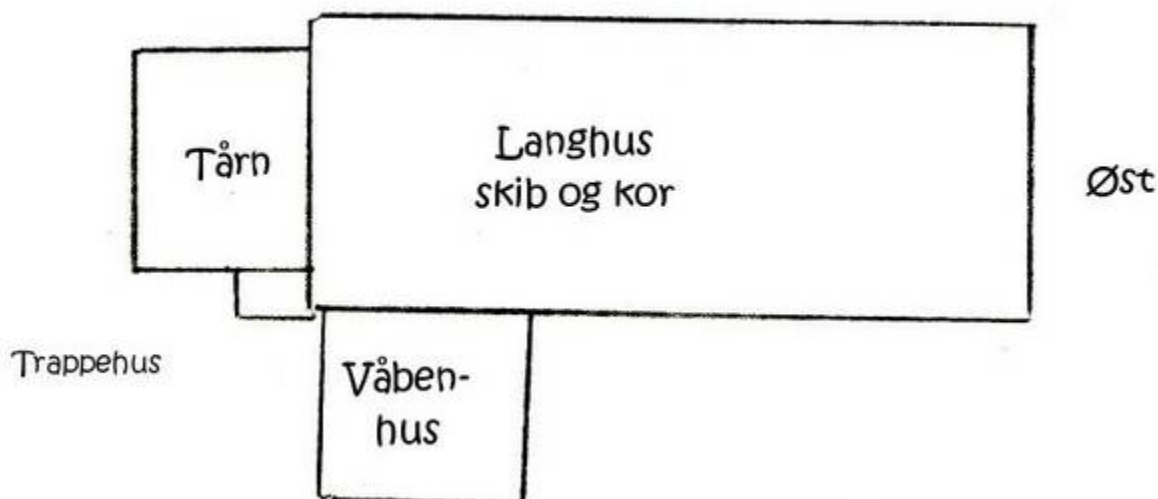 Tårn
Langhus
skib og kor
Øst
Trappehus
Våben-
hus